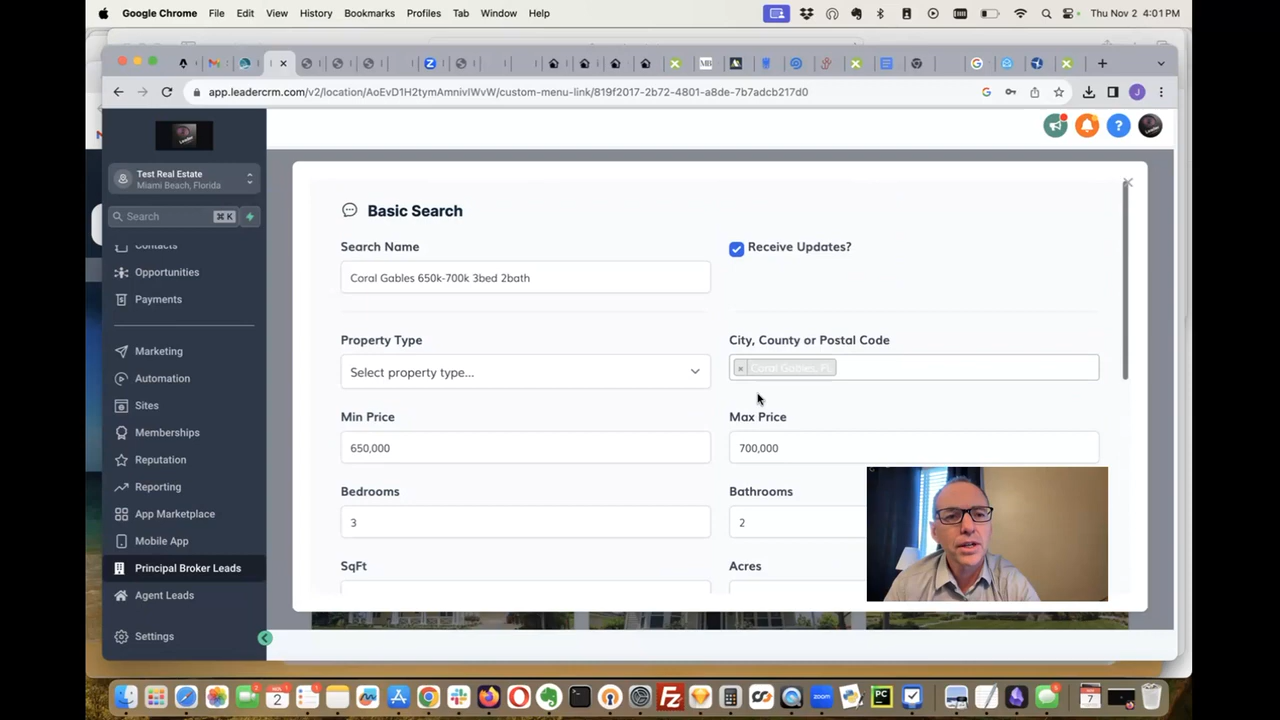 Google Chrome File Edit View History Bookmarks Profiles Tab Window Help Thu Nov 2 4:01 PM
app.leadercrm.com/v2/location/AoEvD1H2tymAmnivIWvW/custom-menu-link/819f2017-2b72-4801-a8de-7b7adcb217d0
Test Real Estate
Miami Beach, Florida
Search ⌘ K
Contacts
Opportunities
Payments
Marketing
Automation
Sites
Memberships
Reputation
Reporting
App Marketplace
Mobile App
Principal Broker Leads
Agent Leads
Settings
Basic Search
Search Name
Receive Updates?
Coral Gables 650k-700k 3bed 2bath
Property Type
City, County or Postal Code
Select property type...
× Coral Gables, FL
Min Price
Max Price
650,000
700,000
Bedrooms
Bathrooms
3
2
SqFt
Acres